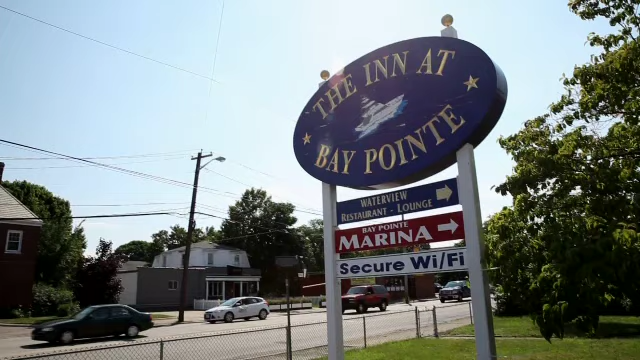 THE INN AT
BAY POINTE
WATERVIEW
RESTAURANT - LOUNGE
BAY POINTE
MARINA
SECURE WI/FI